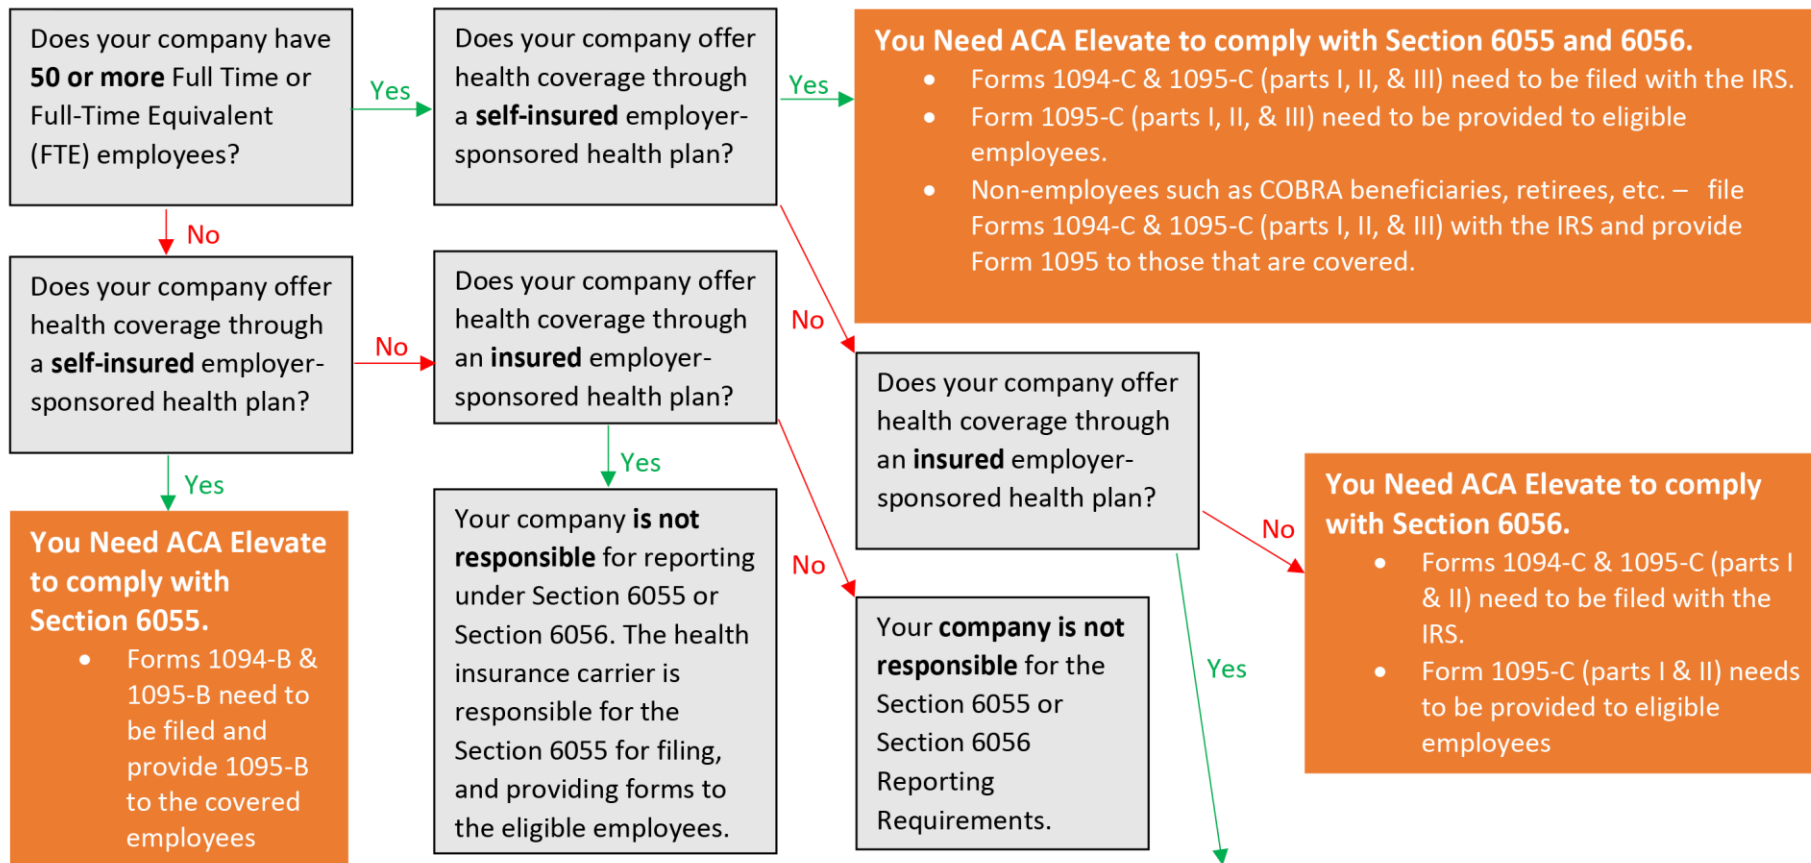 Does your company have
50 or more Full Time or
Full-Time Equivalent
(FTE) employees?
Yes
Does your company offer
health coverage through
a self-insured employer-
sponsored health plan?
Yes
You Need ACA Elevate to comply with Section 6055 and 6056.
• Forms 1094-C & 1095-C (parts I, II, & III) need to be filed with the IRS.
• Form 1095-C (parts I, II, & III) need to be provided to eligible
employees.
• Non-employees such as COBRA beneficiaries, retirees, etc. – file
Forms 1094-C & 1095-C (parts I, II, & III) with the IRS and provide
Form 1095 to those that are covered.
No
Does your company offer
health coverage through
a self-insured employer-
sponsored health plan?
No
Does your company offer
health coverage through
an insured employer-
sponsored health plan?
No
Does your company offer
health coverage through
an insured employer-
sponsored health plan?
Yes
You Need ACA Elevate
to comply with
Section 6055.
• Forms 1094-B &
1095-B need to
be filed and
provide 1095-B
to the covered
employees
Yes
Your company is not
responsible for reporting
under Section 6055 or
Section 6056. The health
insurance carrier is
responsible for the
Section 6055 for filing,
and providing forms to
the eligible employees.
No
Your company is not
responsible for the
Section 6055 or
Section 6056
Reporting
Requirements.
Yes
No
You Need ACA Elevate to comply
with Section 6056.
• Forms 1094-C & 1095-C (parts I
& II) need to be filed with the
IRS.
• Form 1095-C (parts I & II) needs
to be provided to eligible
employees